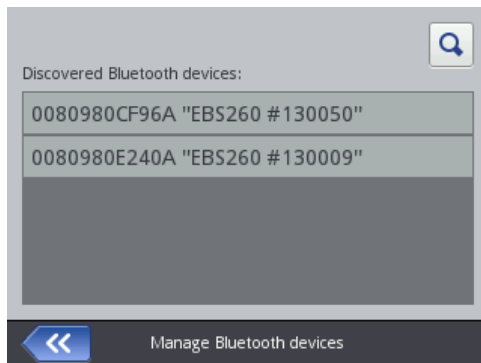 Discovered Bluetooth devices:
0080980CF96A "EBS260 #130050"
0080980E240A "EBS260 #130009"
Manage Bluetooth devices